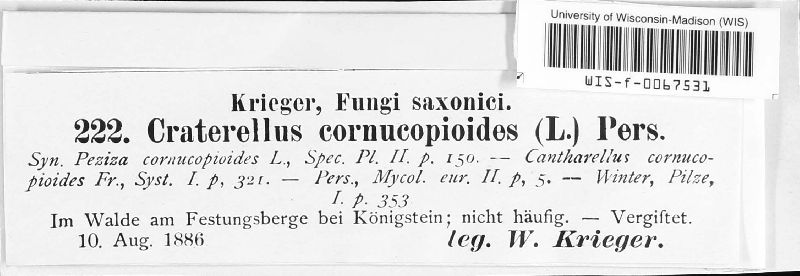 University of Wisconsin-Madison (WIS)
WIS-f-0067531
Krieger, Fungi saxonici.
222. Craterellus cornucopioides (L.) Pers.
Syn. Peziza cornucopioides L., Spec. Pl. II. p. 150. — Cantharellus cornuco-
pioides Fr., Syst. I. p, 321. — Pers., Mycol. eur. II. p, 5. — Winter, Pilze,
I. p. 353
Im Walde am Festungsberge bei Königstein; nicht häufig. — Vergiftet.
10. Aug. 1886 leg. W. Krieger.